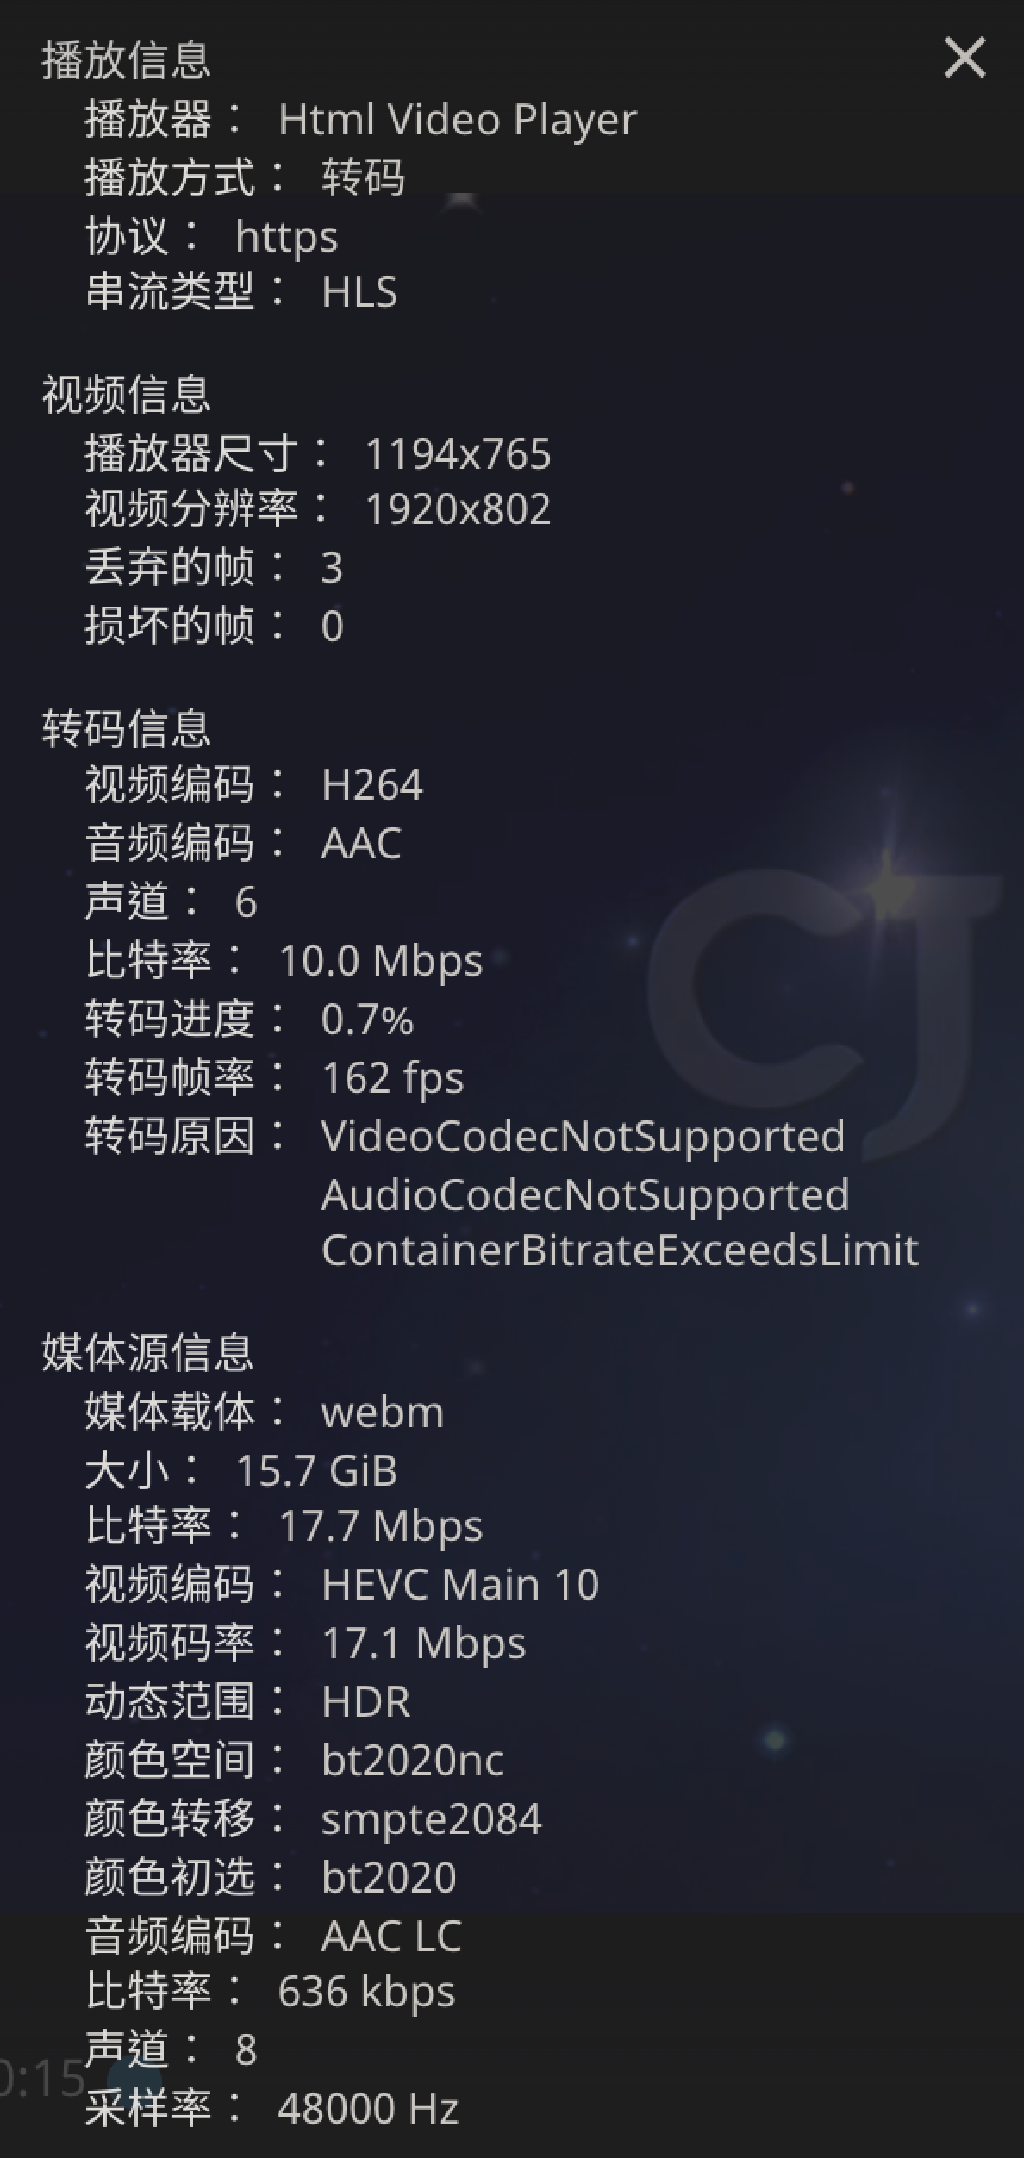 播放信息
播放器： Html Video Player
播放方式： 转码
协议： https
串流类型： HLS
视频信息
播放器尺寸： 1194x765
视频分辨率： 1920x802
丢弃的帧： 3
损坏的帧： 0
转码信息
视频编码： H264
音频编码： AAC
声道： 6
比特率： 10.0 Mbps
转码进度： 0.7%
转码帧率： 162 fps
转码原因： VideoCodecNotSupported
AudioCodecNotSupported
ContainerBitrateExceedsLimit
CJ
媒体源信息
媒体载体： webm
大小： 15.7 GiB
比特率： 17.7 Mbps
视频编码： HEVC Main 10
视频码率： 17.1 Mbps
动态范围： HDR
颜色空间： bt2020nc
颜色转移： smpte2084
颜色初选： bt2020
音频编码： AAC LC
比特率： 636 kbps
声道： 8
0:15
采样率： 48000 Hz